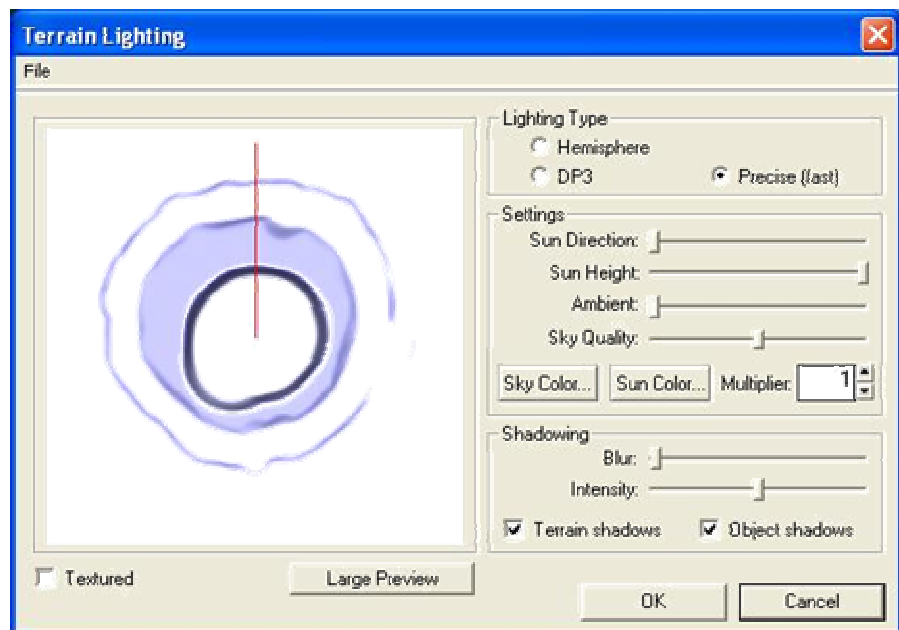 Terrain Lighting
File
Lighting Type
Hemisphere
DP3 Precise (fast)
Settings
Sun Direction:
Sun Height:
Ambient:
Sky Quality:
Sky Color... Sun Color... Multiplier: 1
Shadowing
Blur:
Intensity:
Terrain shadows Object shadows
Textured Large Preview
OK Cancel